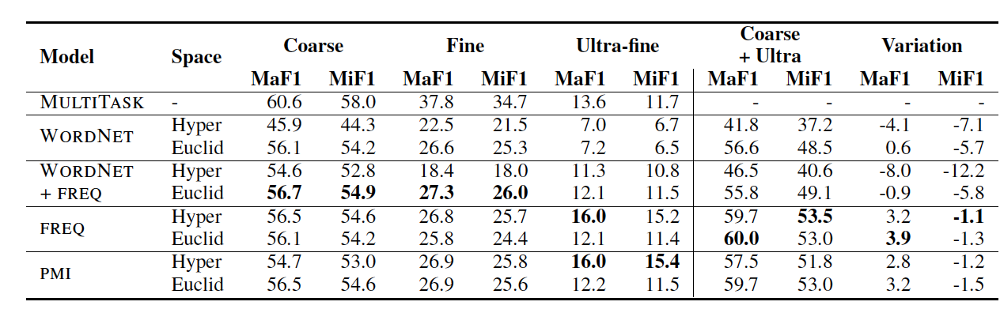 Model Space Coarse Fine Ultra-fine Coarse + Ultra Variation
MaF1 MiF1 MaF1 MiF1 MaF1 MiF1 MaF1 MiF1 MaF1 MiF1
MULTITASK - 60.6 58.0 37.8 34.7 13.6 11.7 - - - -
WORDNET Hyper 45.9 44.3 22.5 21.5 7.0 6.7 41.8 37.2 -4.1 -7.1
Euclid 56.1 54.2 26.6 25.3 7.2 6.5 56.6 48.5 0.6 -5.7
WORDNET Hyper 54.6 52.8 18.4 18.0 11.3 10.8 46.5 40.6 -8.0 -12.2
+ FREQ Euclid 56.7 54.9 27.3 26.0 12.1 11.5 55.8 49.1 -0.9 -5.8
FREQ Hyper 56.5 54.6 26.8 25.7 16.0 15.2 59.7 53.5 3.2 -1.1
Euclid 56.1 54.2 25.8 24.4 12.1 11.4 60.0 53.0 3.9 -1.3
PMI Hyper 54.7 53.0 26.9 25.8 16.0 15.4 57.5 51.8 2.8 -1.2
Euclid 56.5 54.6 26.9 25.6 12.2 11.5 59.7 53.0 3.2 -1.5